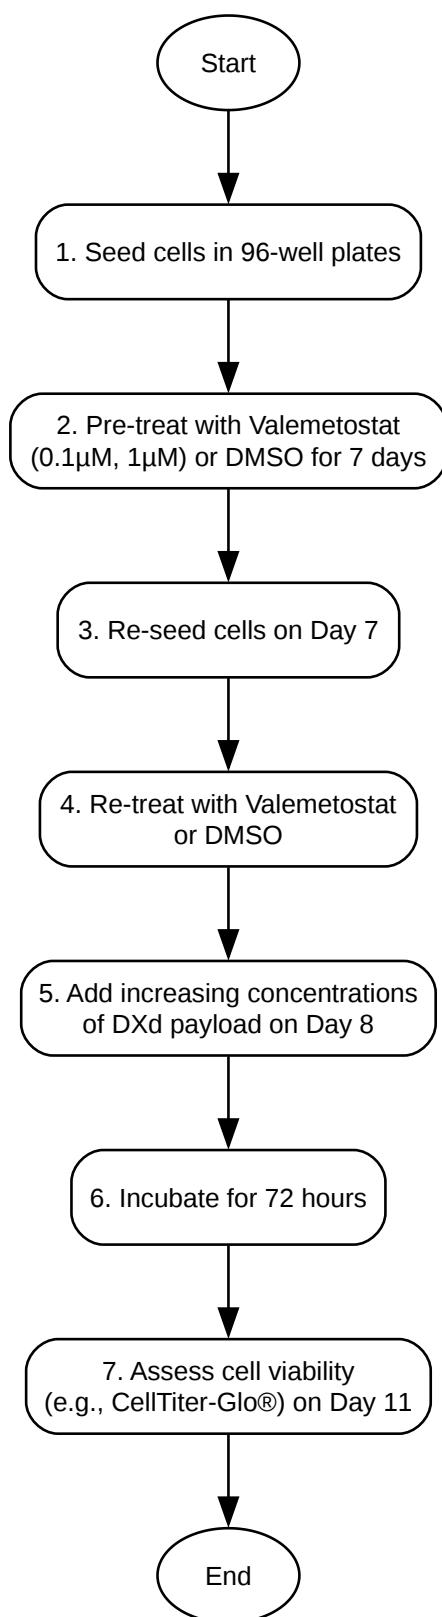 Start
1. Seed cells in 96-well plates
2. Pre-treat with Valemetostat
(0.1µM, 1µM) or DMSO for 7 days
3. Re-seed cells on Day 7
4. Re-treat with Valemetostat
or DMSO
5. Add increasing concentrations
of DXd payload on Day 8
6. Incubate for 72 hours
7. Assess cell viability
(e.g., CellTiter-Glo®) on Day 11
End